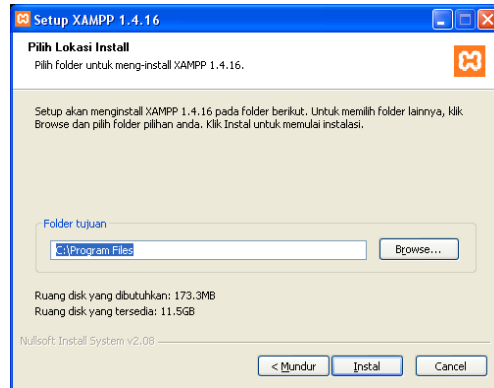 Setup XAMPP 1.4.16
Pilih Lokasi Install
Pilih folder untuk meng-install XAMPP 1.4.16.
Setup akan menginstall XAMPP 1.4.16 pada folder berikut. Untuk memilih folder lainnya, klik
Browse dan pilih folder pilihan anda. Klik Instal untuk memulai instalasi.
Folder tujuan
C:\Program Files
Browse...
Ruang disk yang dibutuhkan: 173.3MB
Ruang disk yang tersedia: 11.5GB
Nullsoft Install System v2.08
< Mundur
Instal
Cancel